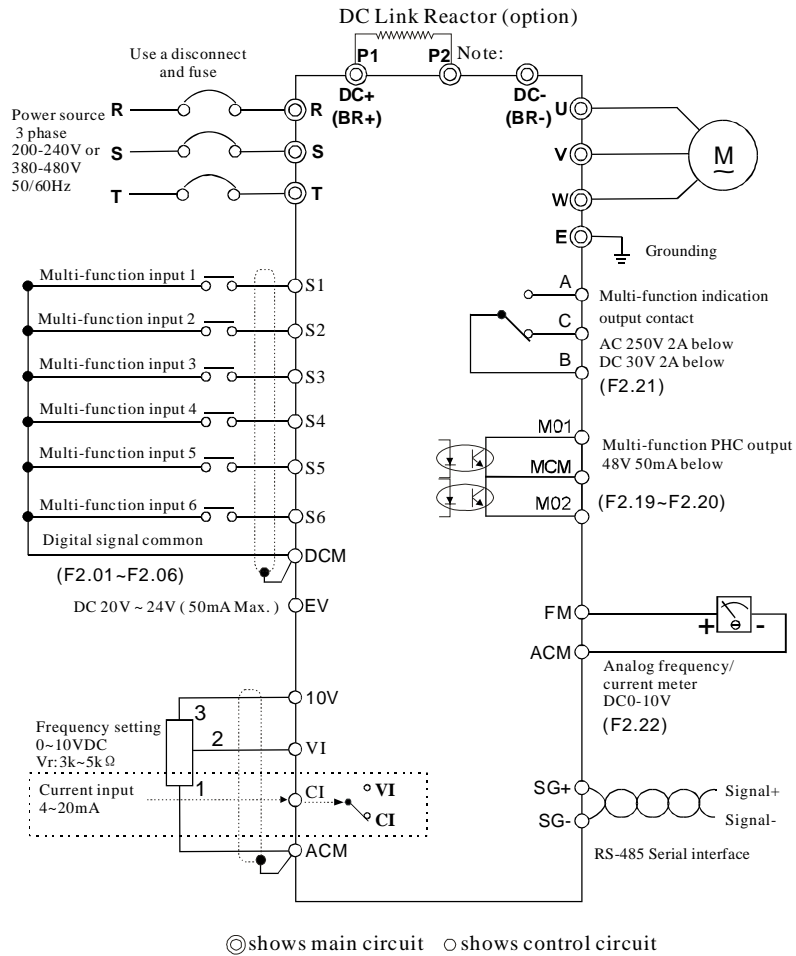 DC Link Reactor (option)
P1
P2
Note:
Use a disconnect
and fuse
DC+
(BR+)
DC-
(BR-)
Power source
3 phase
200-240V or
380-480V
50/60Hz
R
R
S
S
T
T
U
V
W
M
~
E
Grounding
Multi-function input 1
S1
Multi-function input 2
S2
Multi-function input 3
S3
Multi-function input 4
S4
Multi-function input 5
S5
Multi-function input 6
S6
Digital signal common
DCM
(F2.01~F2.06)
DC 20V ~ 24V ( 50mA Max. )
EV
A
C
B
Multi-function indication
output contact
AC 250V 2A below
DC 30V 2A below
(F2.21)
M01
MCM
M02
Multi-function PHC output
48V 50mA below
(F2.19~F2.20)
FM
+
-
ACM
Analog frequency/
current meter
DC0-10V
(F2.22)
10V
3
Frequency setting
0~10VDC
Vr:3k~5kΩ
2
VI
1
Current input
4~20mA
CI
VI
CI
ACM
SG+
SG-
Signal+
Signal-
RS-485 Serial interface
shows main circuit
shows control circuit